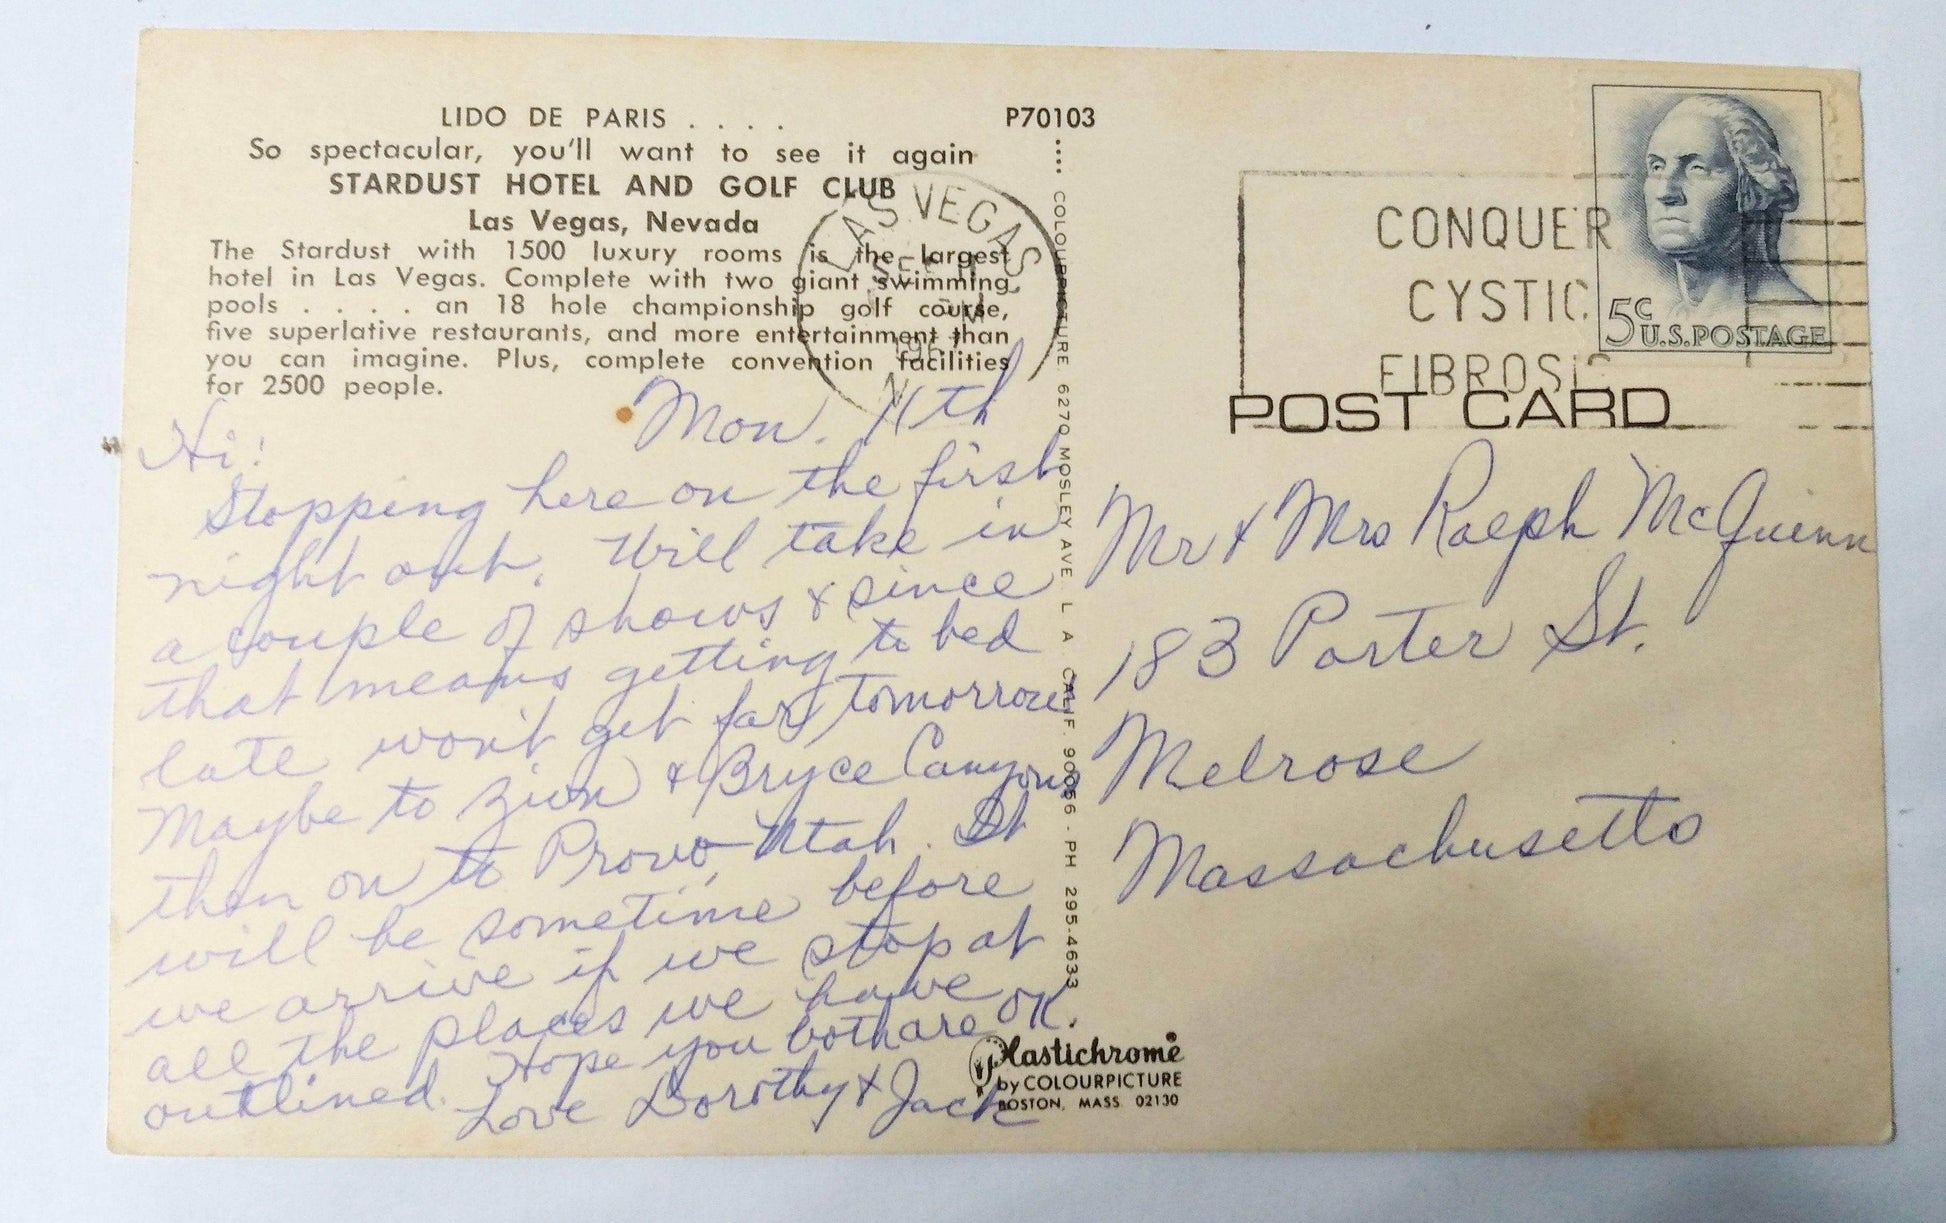 LIDO DE PARIS . . . .
So spectacular, you'll want to see it again
STARDUST HOTEL AND GOLF CLUB
Las Vegas, Nevada
The Stardust with 1500 luxury rooms is the largest
hotel in Las Vegas. Complete with two giant swimming
pools . . . . an 18 hole championship golf course,
five superlative restaurants, and more entertainment than
you can imagine. Plus, complete convention facilities
for 2500 people.
P70103
LAS VEGAS
SEP
Mon. 11th
Hi!
Stopping here on the first
night out. Will take in
a couple of shows & since
that means getting to bed
late won't get far tomorrow.
Maybe to Zion & Bryce Canyons
then on to Provo, Utah. It
will be sometime before
we arrive if we stop at
all the places we have
outlined. Hope you both are OK.
Love Dorothy & Jack
COLOURPICTURE 6270 MOSLEY AVE. L A CALIF. 90056 - PH 295-4633
Plastichrome
by COLOURPICTURE
BOSTON, MASS 02130
CONQUER
CYSTIC
FIBROSIS
5¢
U.S. POSTAGE
POST CARD
Mr & Mrs Ralph McGuinn
183 Porter St.
Melrose
Massachusetts